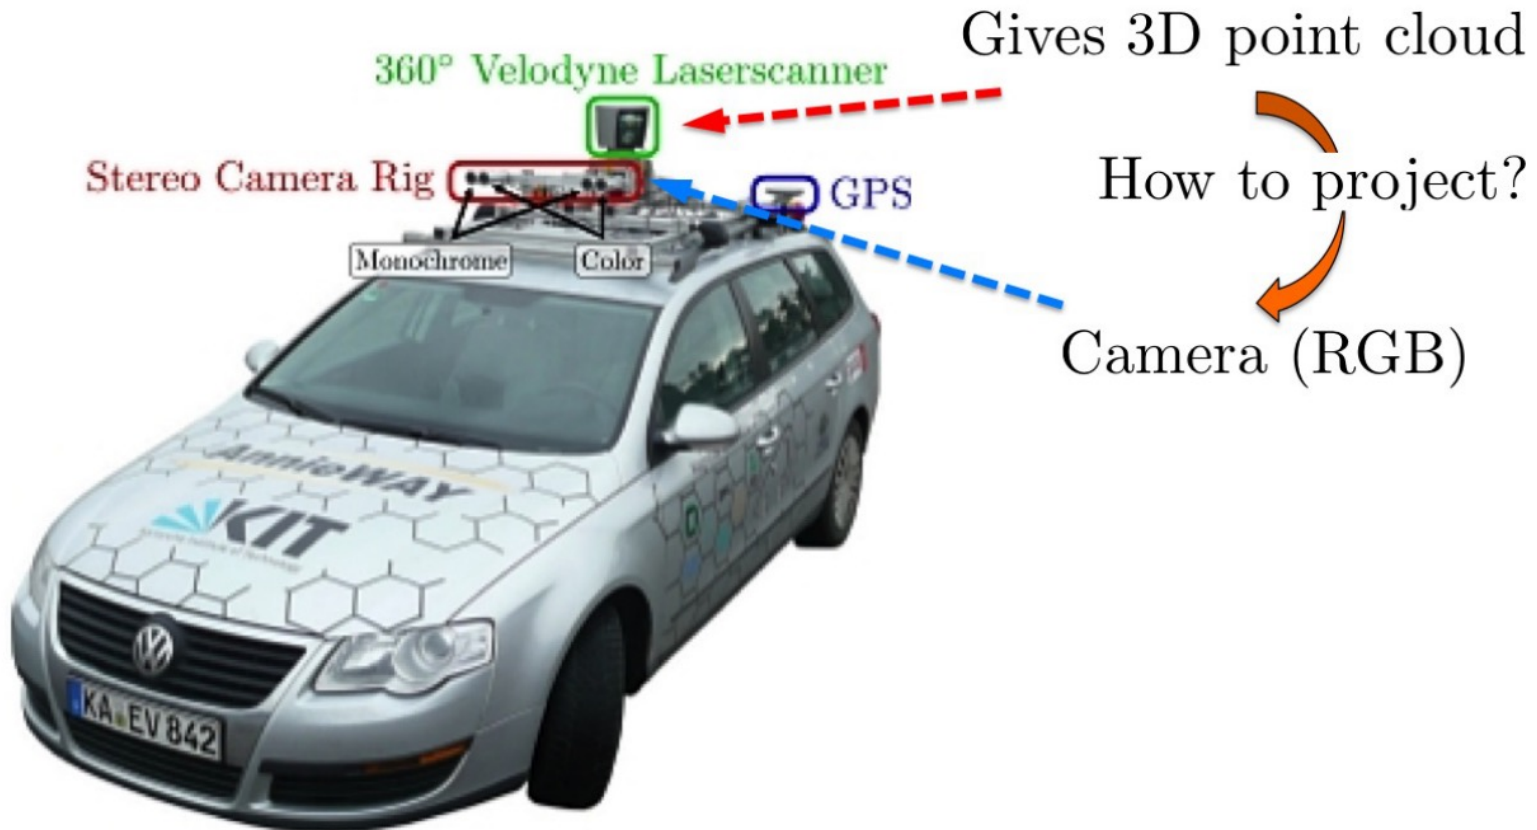 Gives 3D point cloud
360° Velodyne Laserscanner
How to project?
Stereo Camera Rig
GPS
Monochrome
Color
Camera (RGB)
AnnieWAY
KIT
KA EV 842